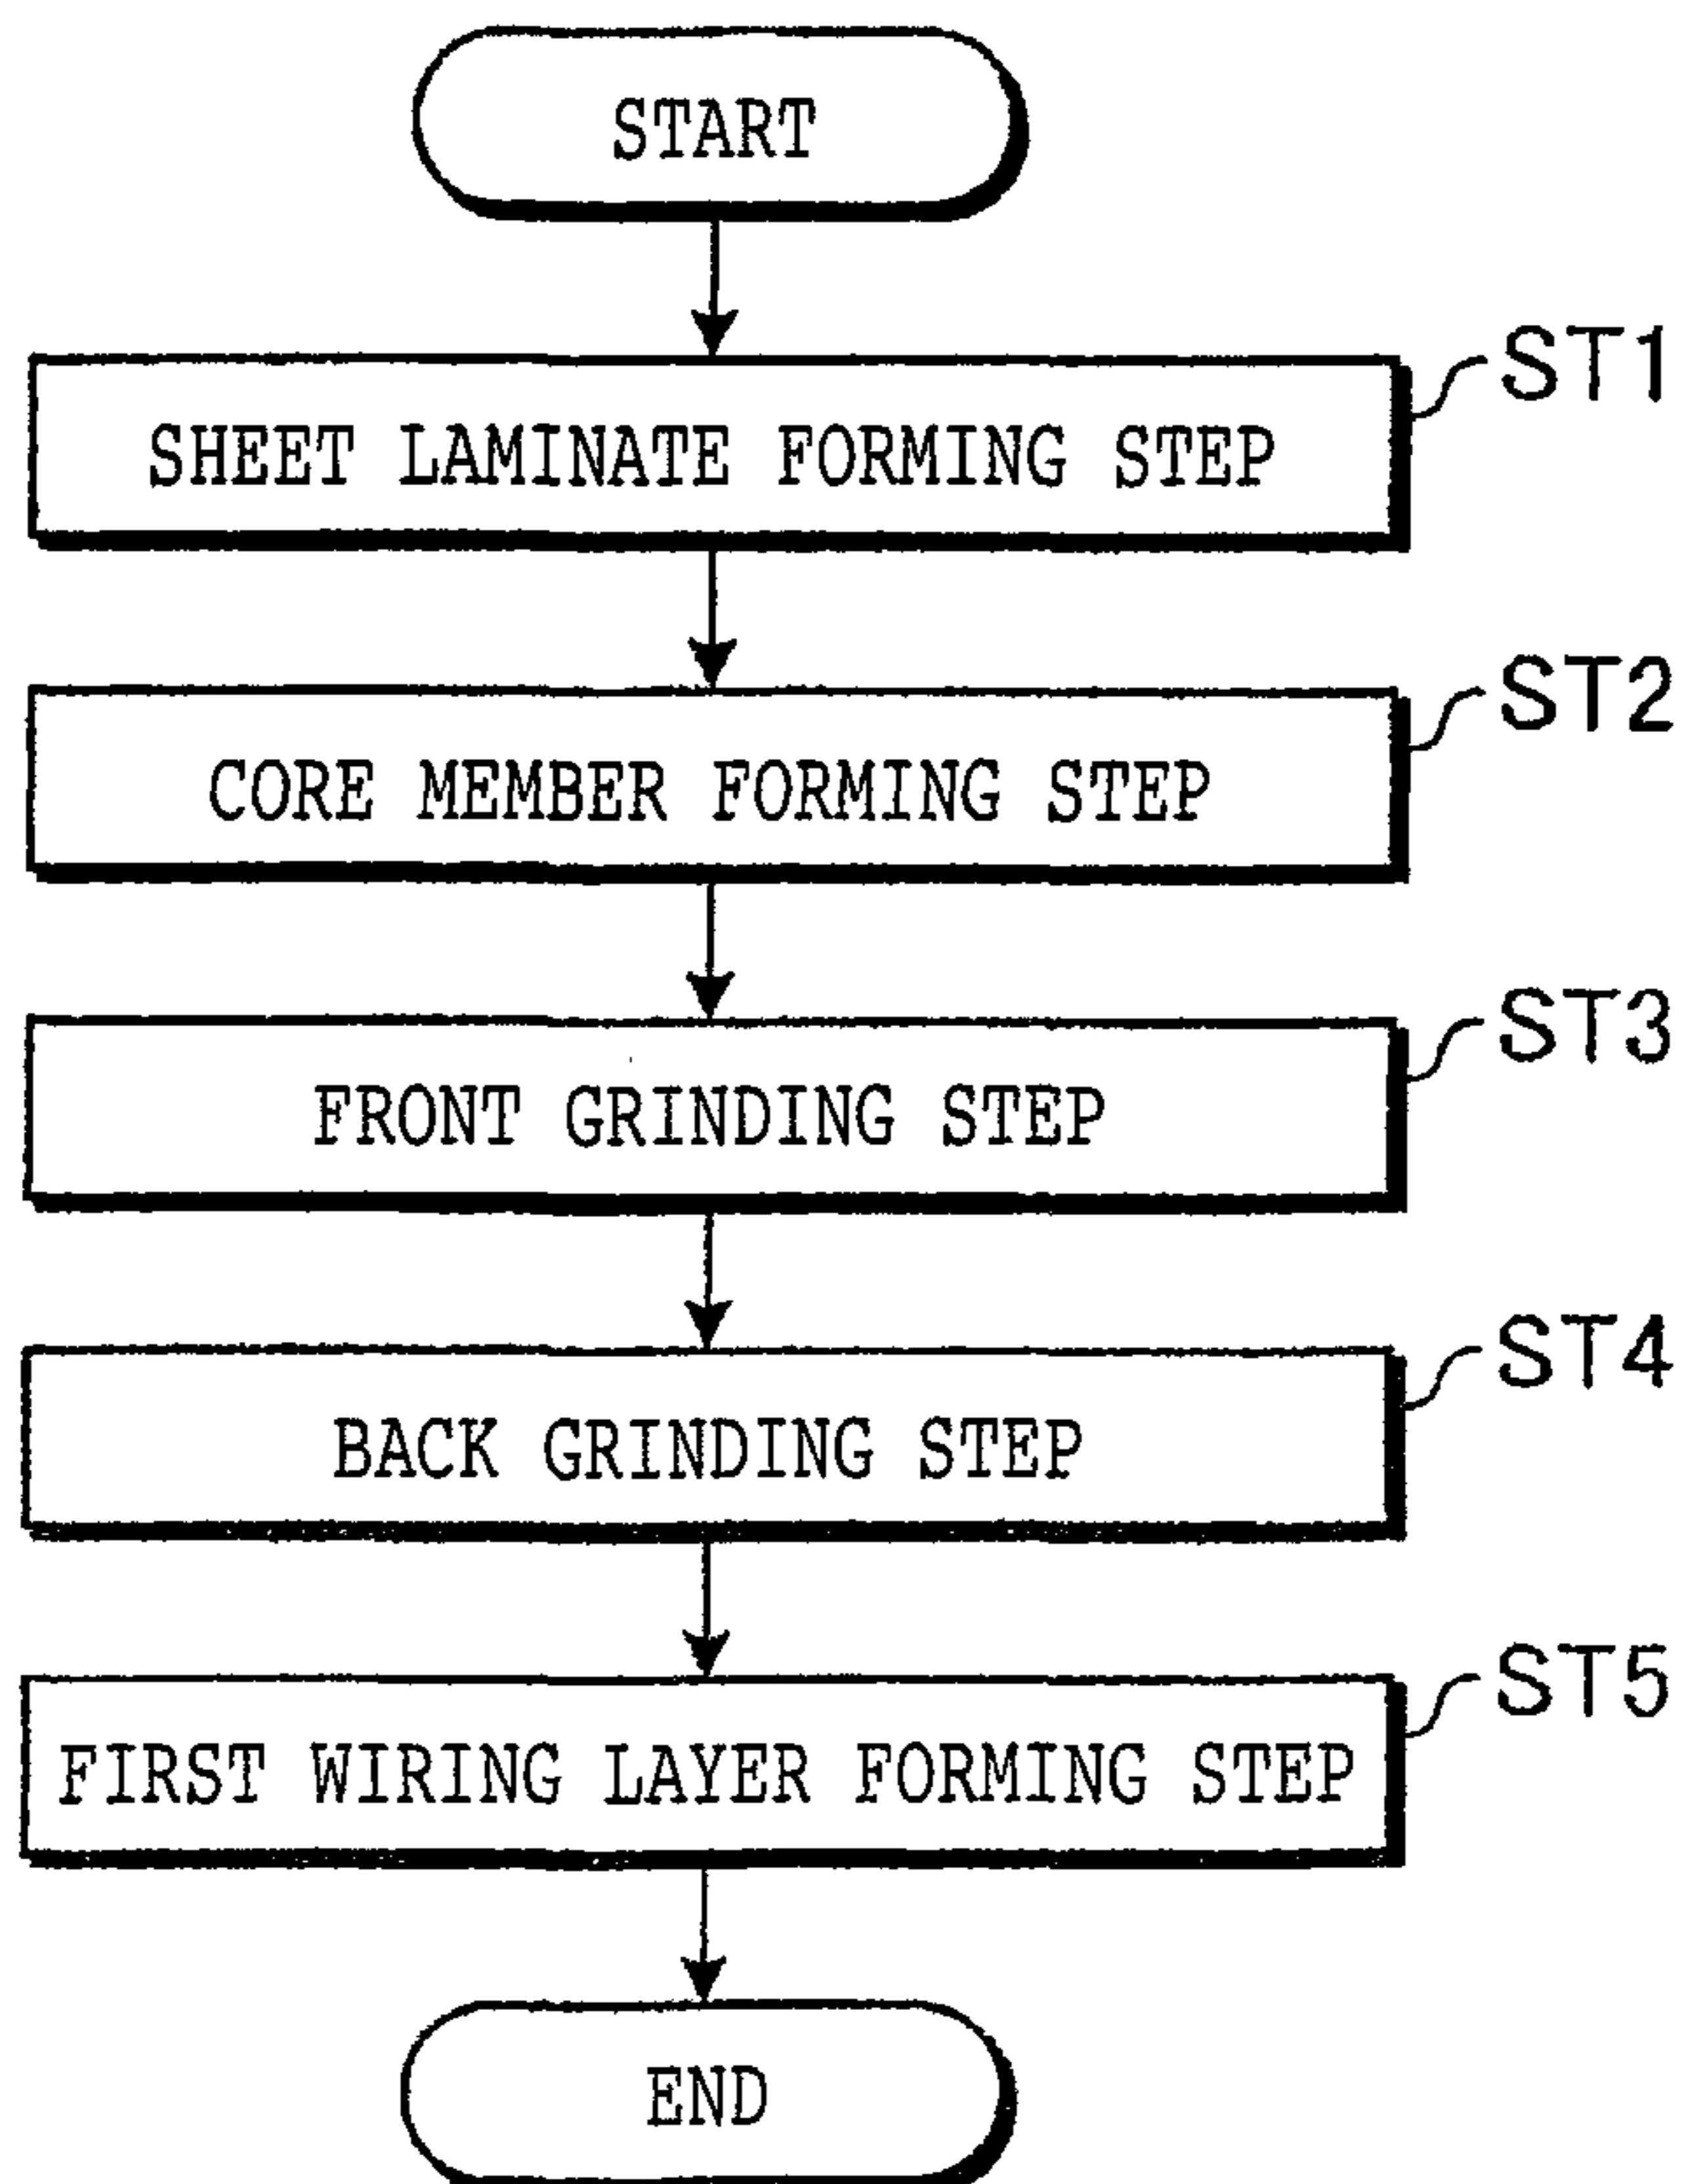 START
ST1
SHEET LAMINATE FORMING STEP
ST2
CORE MEMBER FORMING STEP
ST3
FRONT GRINDING STEP
ST4
BACK GRINDING STEP
ST5
FIRST WIRING LAYER FORMING STEP
END